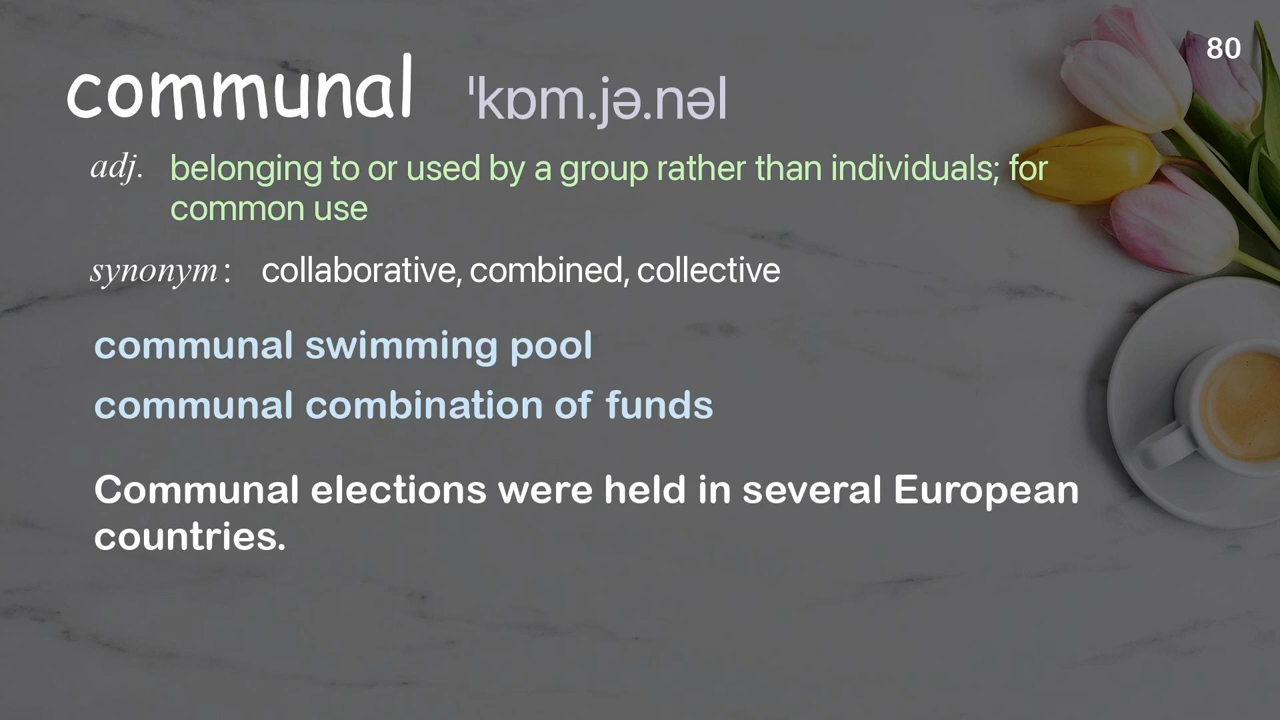 80
communal ˈkɒm.jə.nəl
adj. belonging to or used by a group rather than individuals; for
common use
synonym: collaborative, combined, collective
communal swimming pool
communal combination of funds
Communal elections were held in several European
countries.